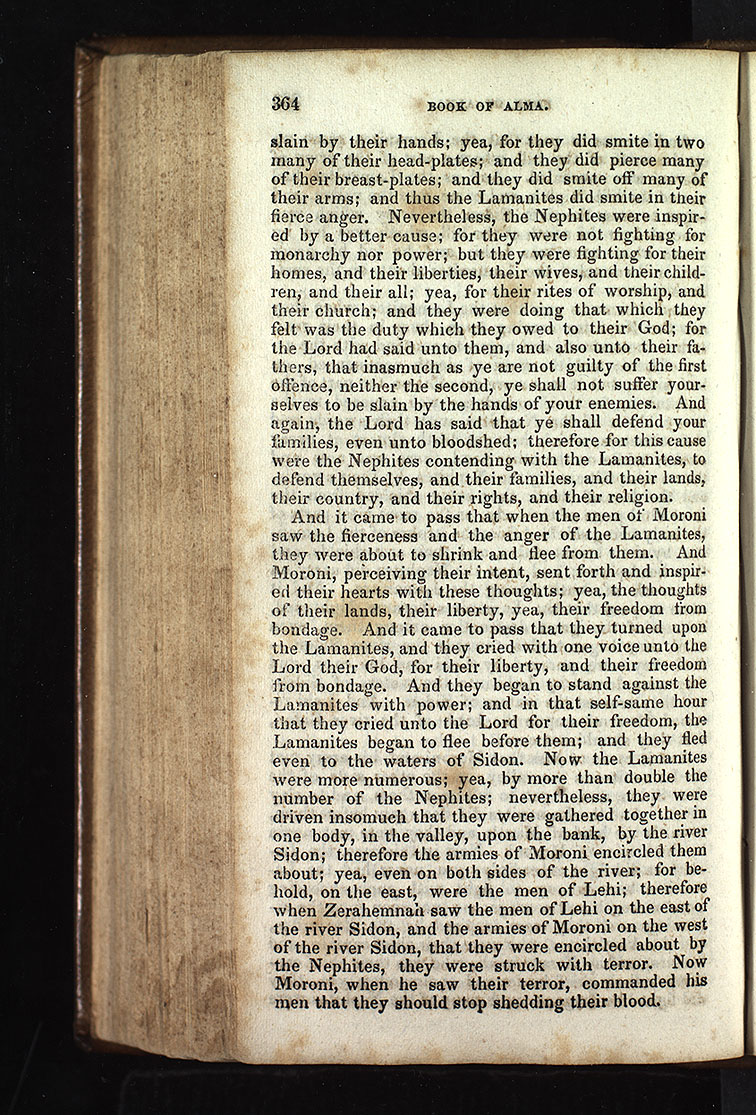 364
BOOK OF ALMA.
slain by their hands; yea, for they did smite in two
many of their head-plates; and they did pierce many
of their breast-plates; and they did smite off many of
their arms; and thus the Lamanites did smite in their
fierce anger. Nevertheless, the Nephites were inspir-
ed by a better cause; for they were not fighting for
monarchy nor power; but they were fighting for their
homes, and their liberties, their wives, and their child-
ren, and their all; yea, for their rites of worship, and
their church; and they were doing that which they
felt was the duty which they owed to their God; for
the Lord had said unto them, and also unto their fa-
thers, that inasmuch as ye are not guilty of the first
offence, neither the second, ye shall not suffer your-
selves to be slain by the hands of your enemies. And
again, the Lord has said that ye shall defend your
families, even unto bloodshed; therefore for this cause
were the Nephites contending with the Lamanites, to
defend themselves, and their families, and their lands,
their country, and their rights, and their religion.
And it came to pass that when the men of Moroni
saw the fierceness and the anger of the Lamanites,
they were about to shrink and flee from them. And
Moroni, perceiving their intent, sent forth and inspir-
ed their hearts with these thoughts; yea, the thoughts
of their lands, their liberty, yea, their freedom from
bondage. And it came to pass that they turned upon
the Lamanites, and they cried with one voice unto the
Lord their God, for their liberty, and their freedom
from bondage. And they began to stand against the
Lamanites with power; and in that self-same hour
that they cried unto the Lord for their freedom, the
Lamanites began to flee before them; and they fled
even to the waters of Sidon. Now the Lamanites
were more numerous; yea, by more than double the
number of the Nephites; nevertheless, they were
driven insomuch that they were gathered together in
one body, in the valley, upon the bank, by the river
Sidon; therefore the armies of Moroni encircled them
about; yea, even on both sides of the river; for be-
hold, on the east, were the men of Lehi; therefore
when Zerahemnah saw the men of Lehi on the east of
the river Sidon, and the armies of Moroni on the west
of the river Sidon, that they were encircled about by
the Nephites, they were struck with terror. Now
Moroni, when he saw their terror, commanded his
men that they should stop shedding their blood.